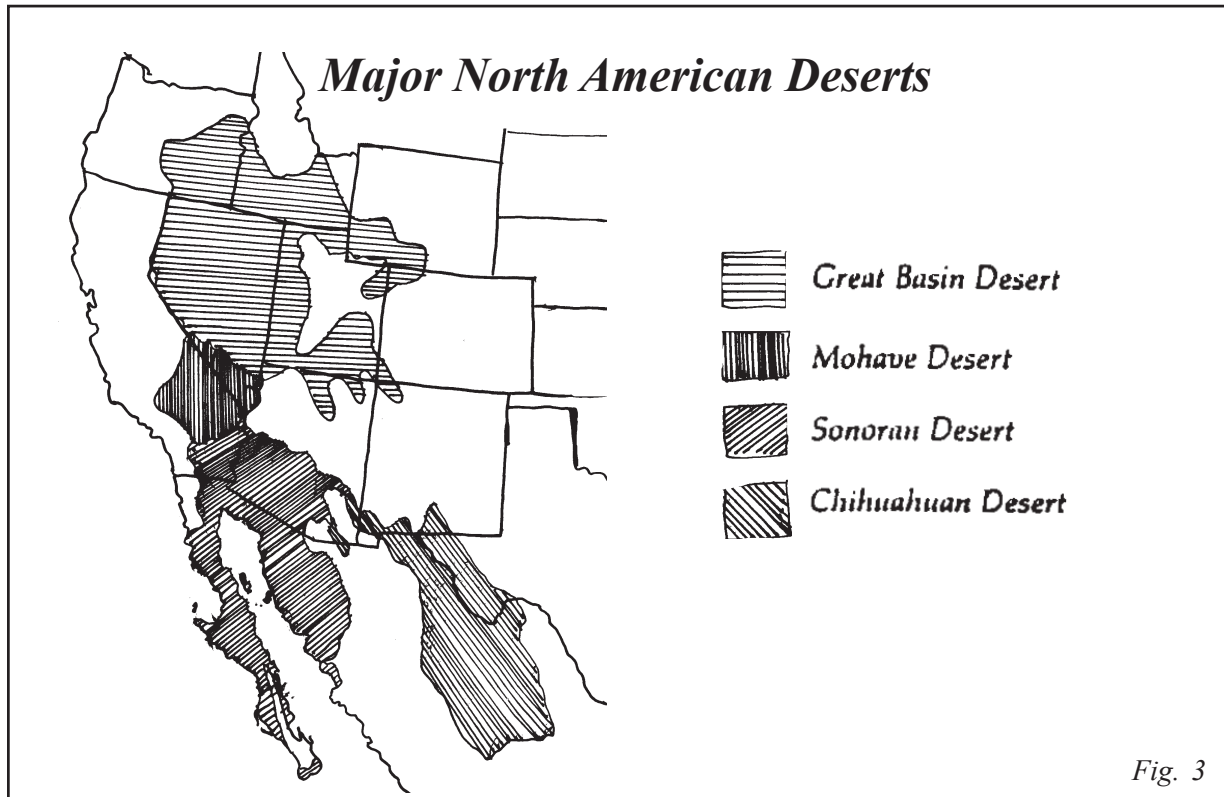 Major North American Deserts
Great Basin Desert
Mohave Desert
Sonoran Desert
Chihuahuan Desert
Fig. 3